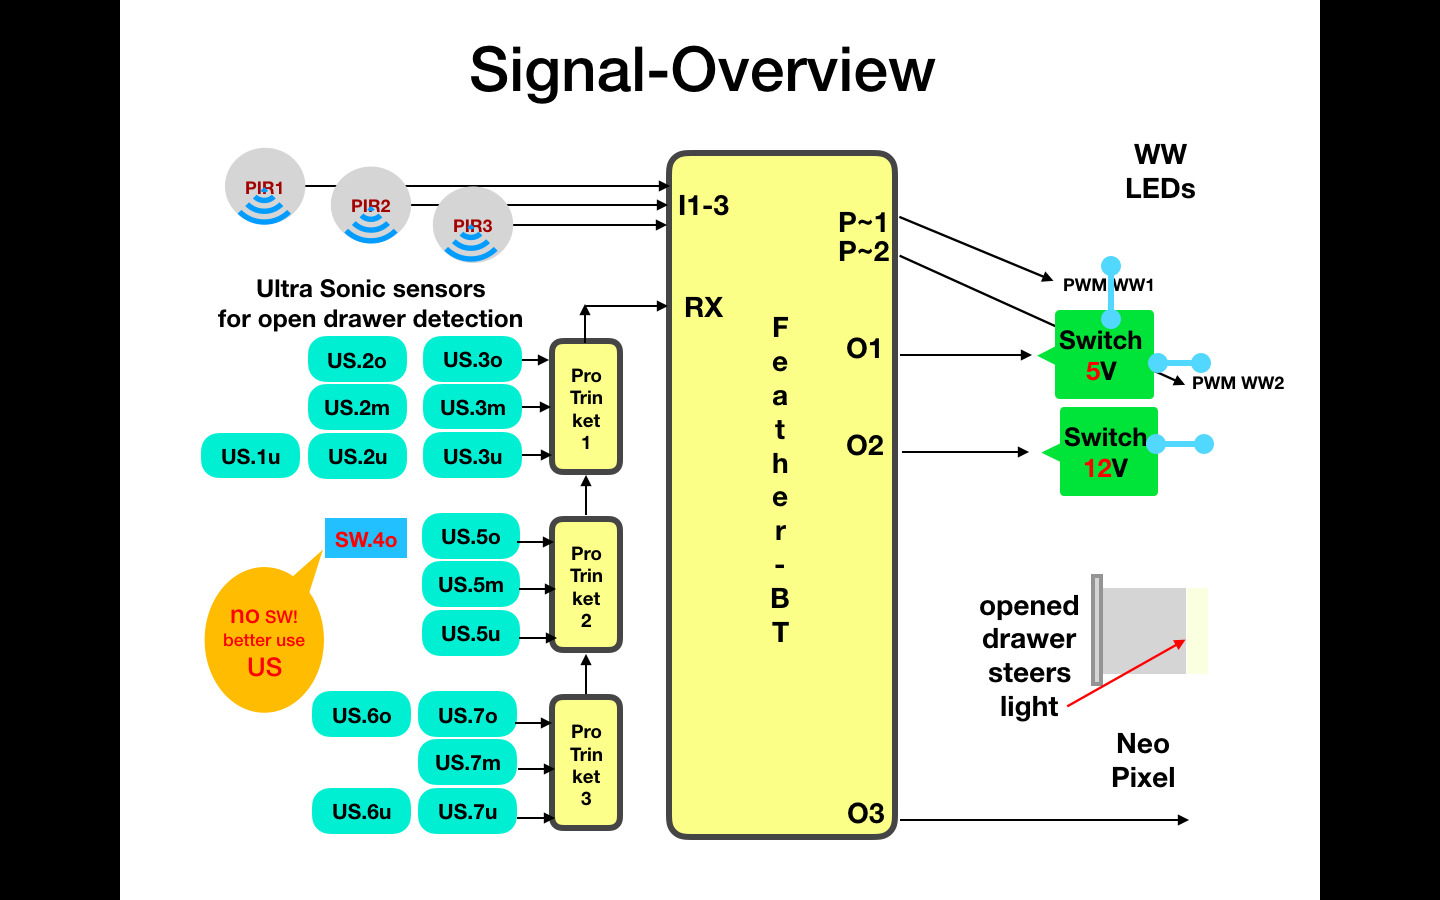 Signal-Overview
PIR1
PIR2
PIR3
I1-3
RX
Ultra Sonic sensors
for open drawer detection
US.2o
US.3o
US.2m
US.3m
US.1u
US.2u
US.3u
Pro
Trin
ket
1
SW.4o
US.5o
US.5m
US.5u
Pro
Trin
ket
2
no SW!
better use
US
US.6o
US.7o
US.7m
US.6u
US.7u
Pro
Trin
ket
3
F
e
a
t
h
e
r
-
B
T
P~1
P~2
O1
O2
O3
WW
LEDs
PWM WW1
Switch
5V
PWM WW2
Switch
12V
opened
drawer
steers
light
Neo
Pixel